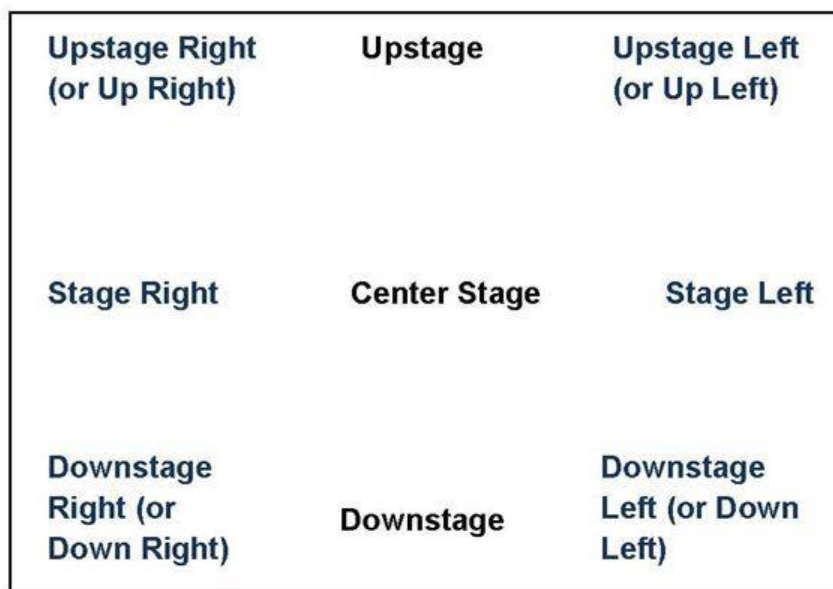 Upstage Right
(or Up Right)
Upstage
Upstage Left
(or Up Left)
Stage Right
Center Stage
Stage Left
Downstage
Right (or
Down Right)
Downstage
Downstage
Left (or Down
Left)